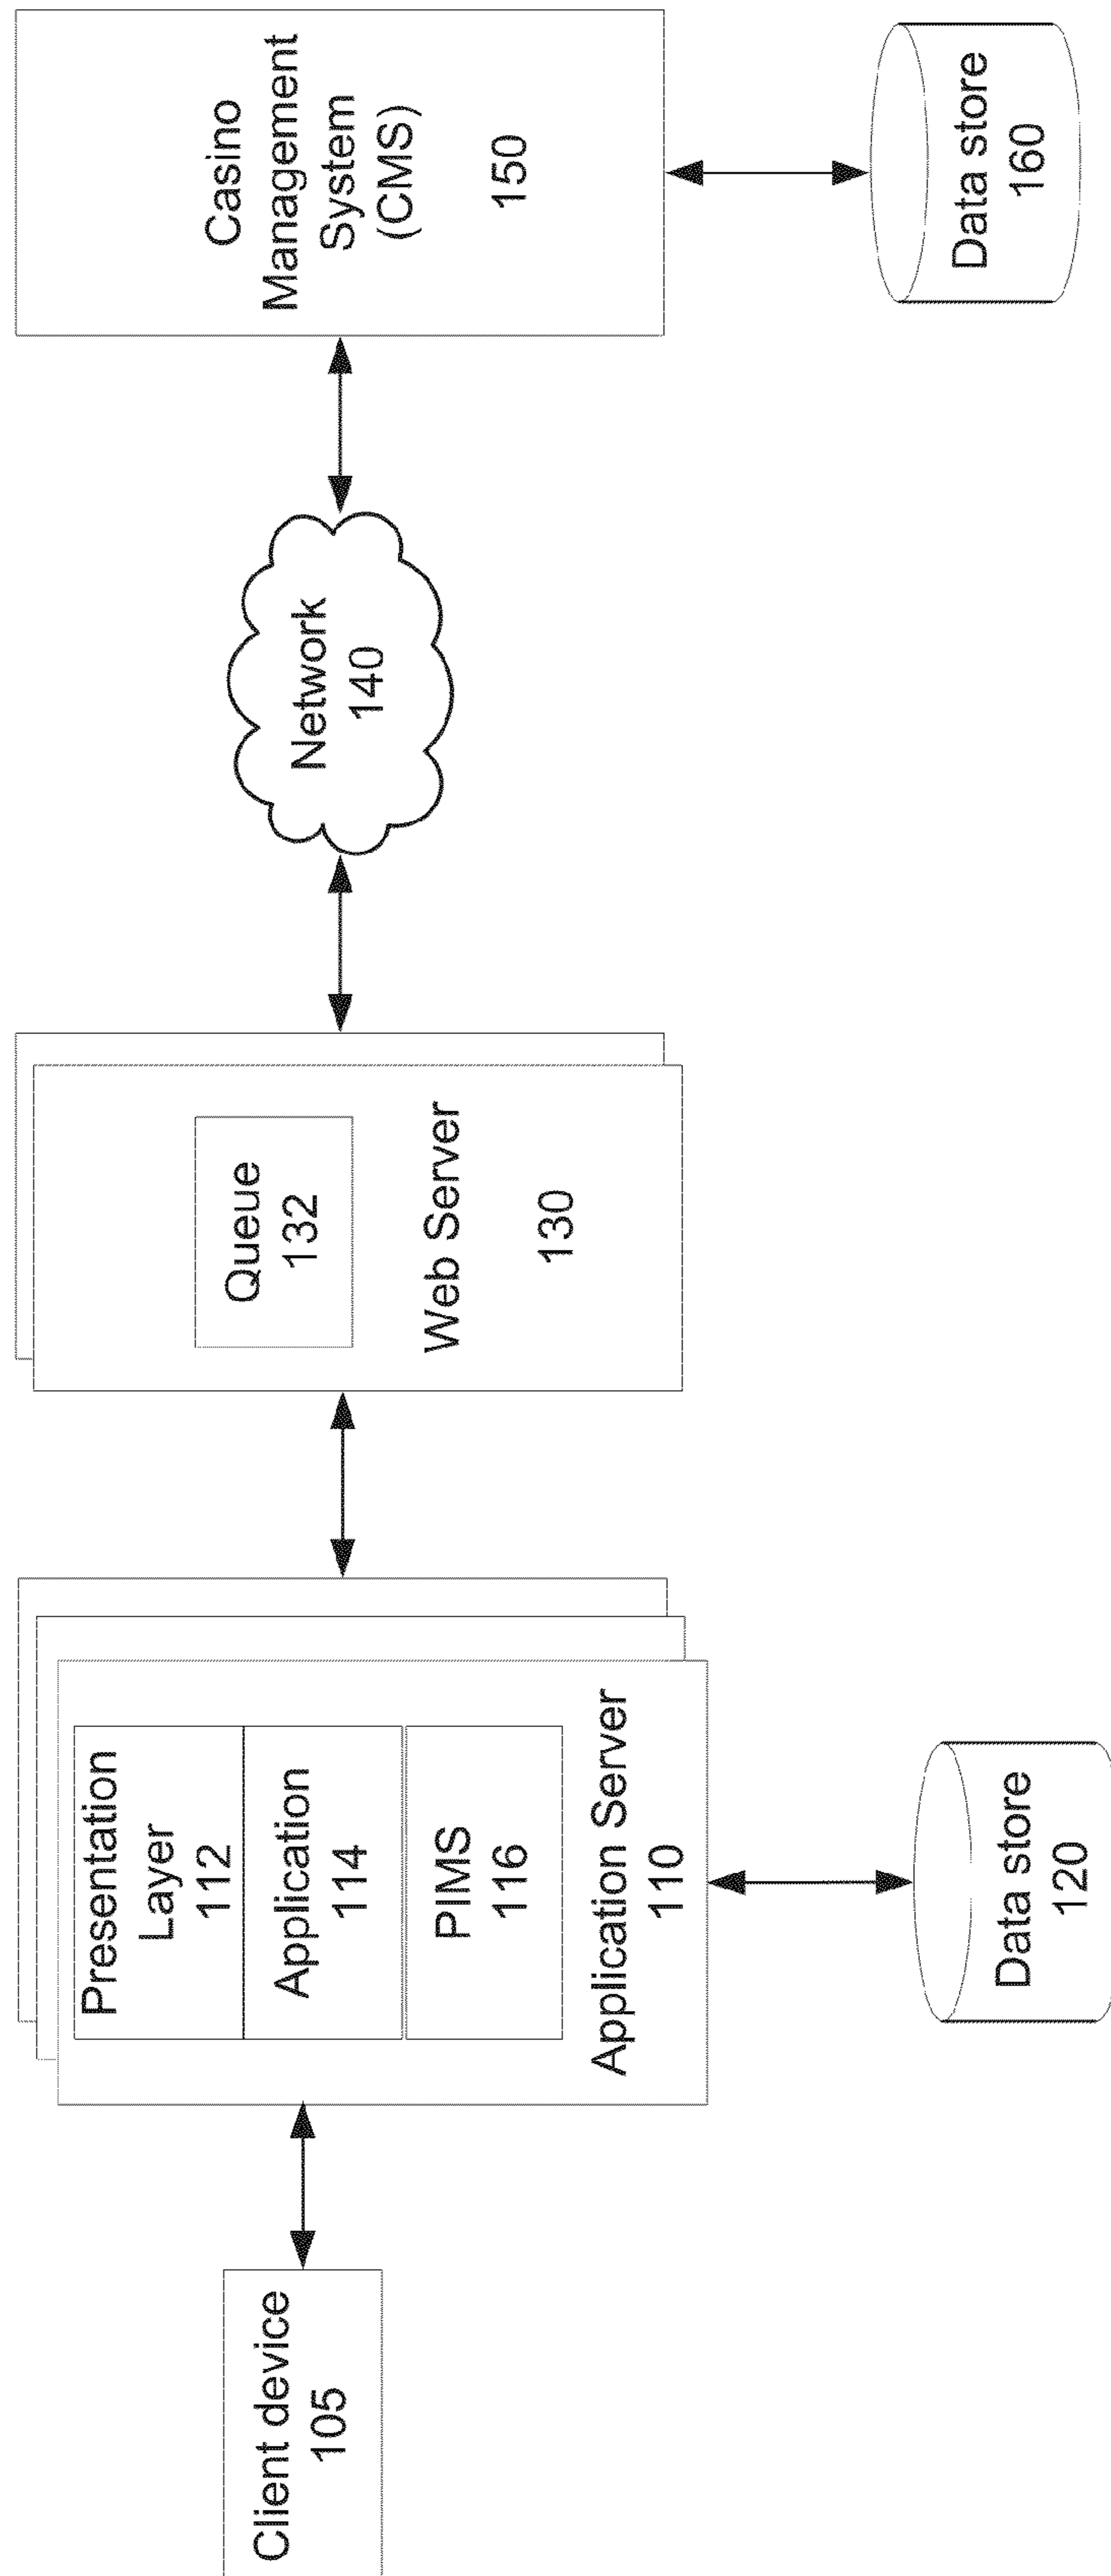 Client device
105
Presentation
Layer
112
Application
114
PIMS
116
Application Server
110
Data store
120
Queue
132
Web Server
130
Network
140
Casino
Management
System
(CMS)
150
Data store
160